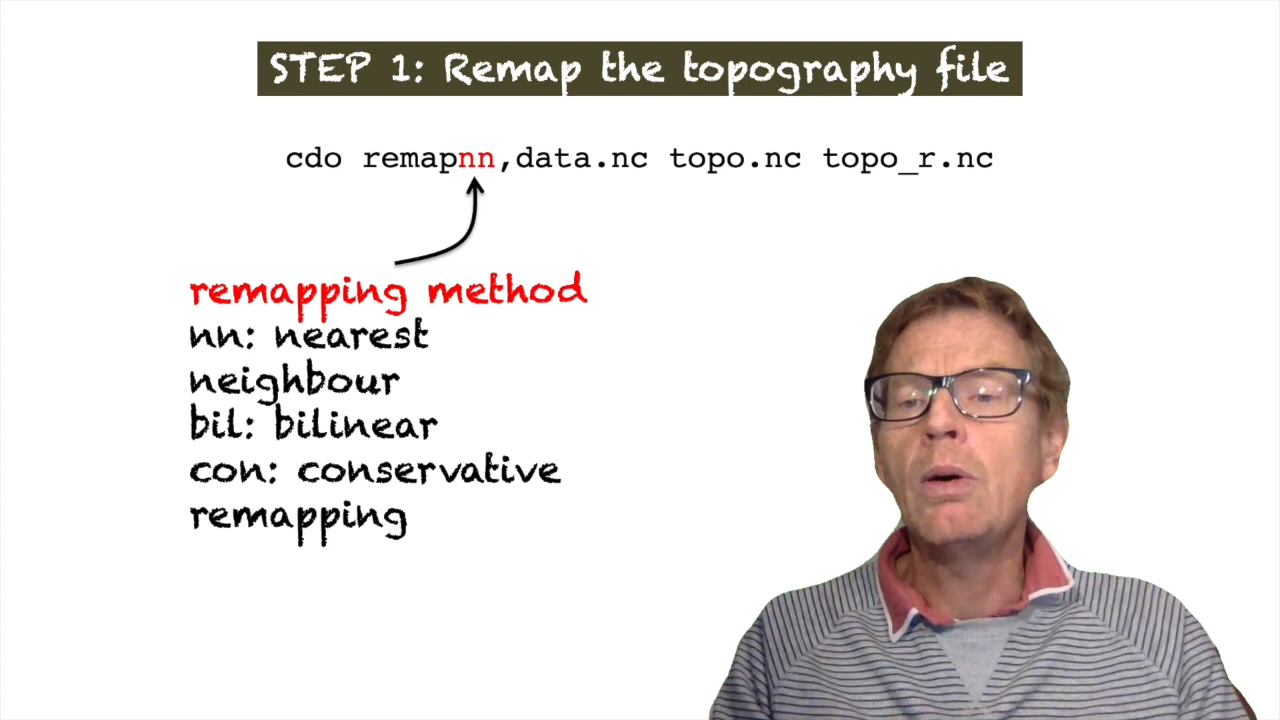 STEP 1: Remap the topography file
cdo remapnn,data.nc topo.nc topo_r.nc
remapping method
nn: nearest
neighbour
bil: bilinear
con: conservative
remapping